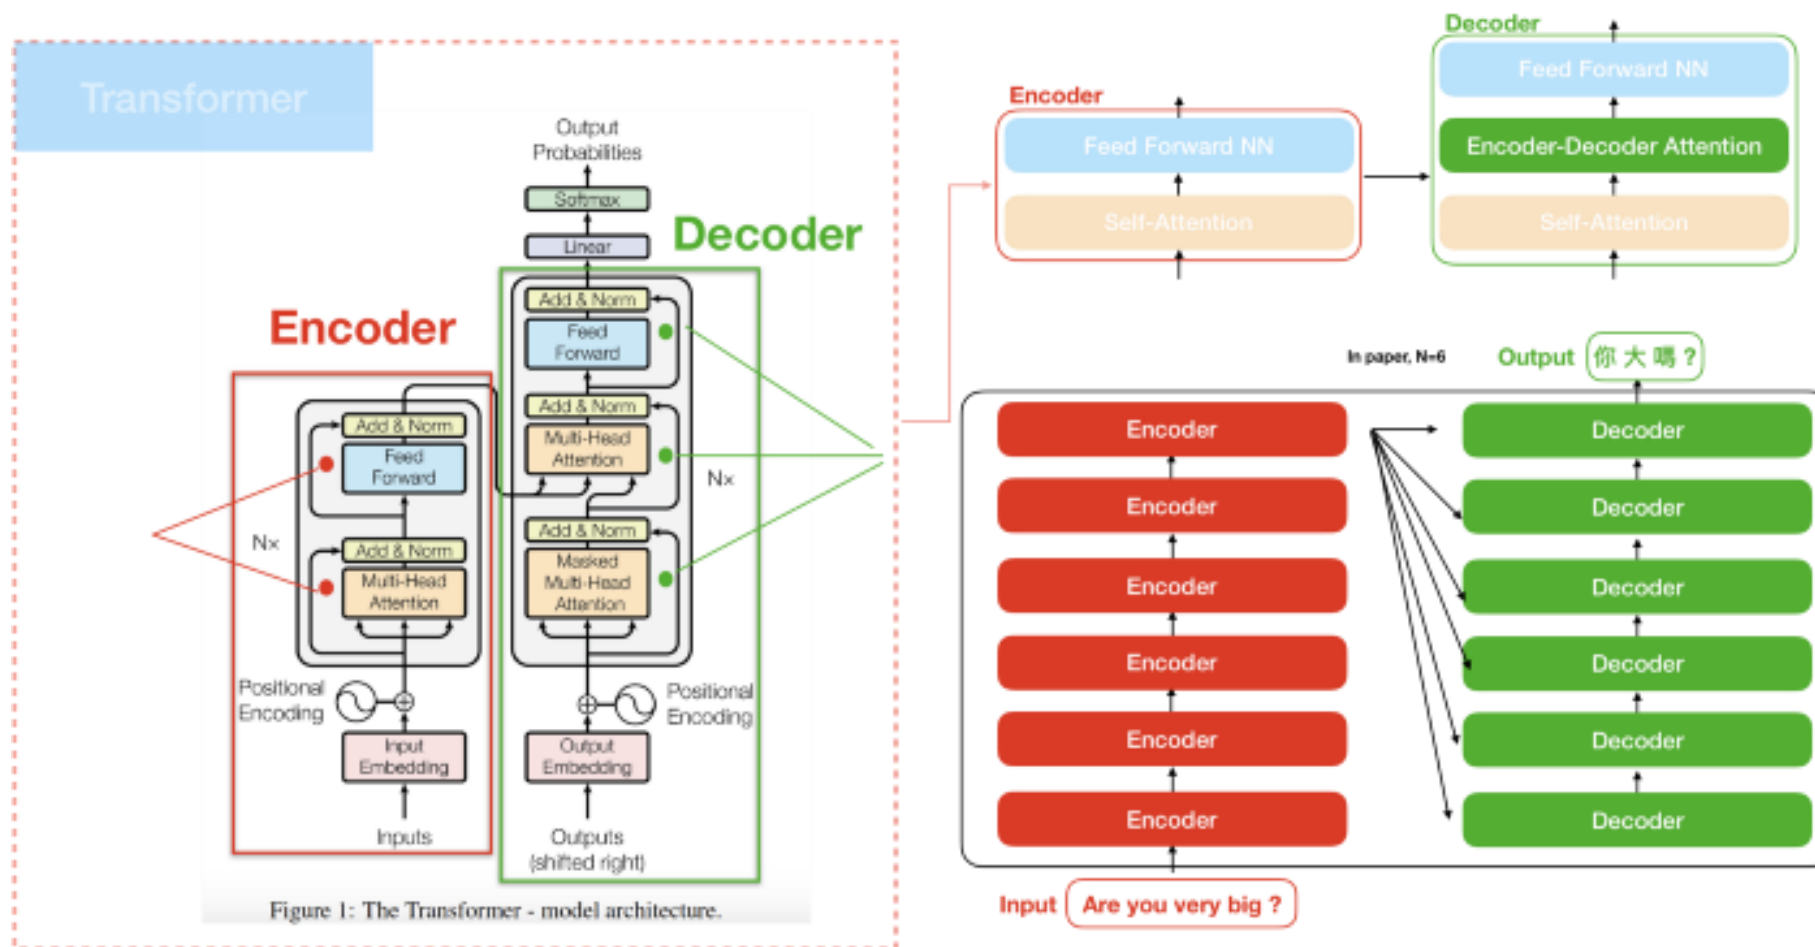 Transformer
Output
Probabilities
Softmax
Linear
Decoder
Add & Norm
Feed
Forward
Add & Norm
Multi-Head
Attention
Nx
Add & Norm
Masked
Multi-Head
Attention
Positional
Encoding
Output
Embedding
Outputs
(shifted right)
Encoder
Add & Norm
Feed
Forward
Nx
Add & Norm
Multi-Head
Attention
Positional
Encoding
Input
Embedding
Inputs
Figure 1: The Transformer - model architecture.
Encoder
Feed Forward NN
Self-Attention
Decoder
Feed Forward NN
Encoder-Decoder Attention
Self-Attention
In paper, N=6
Output 你 大 嗎 ?
Encoder
Encoder
Encoder
Encoder
Encoder
Encoder
Decoder
Decoder
Decoder
Decoder
Decoder
Decoder
Input Are you very big ?